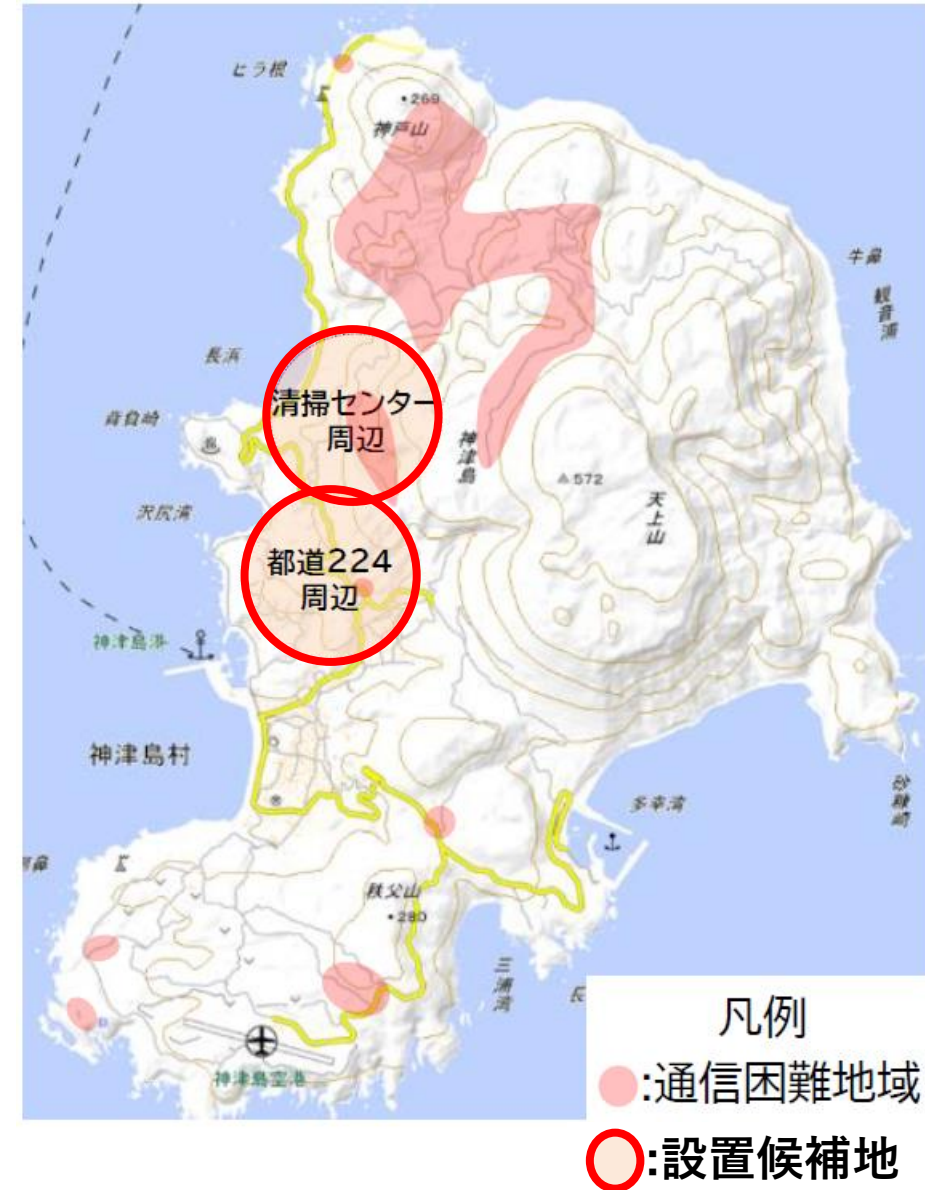 ヒラ根
・269
神戸山
牛鼻
観音浦
長浜
清掃センター
周辺
神津島
572
天上山
沢尻湾
都道224
周辺
神津島港
神津島村
砂糠崎
多幸湾
秩父山
・280
三浦湾
長
神津島空港
凡例
:通信困難地域
:設置候補地